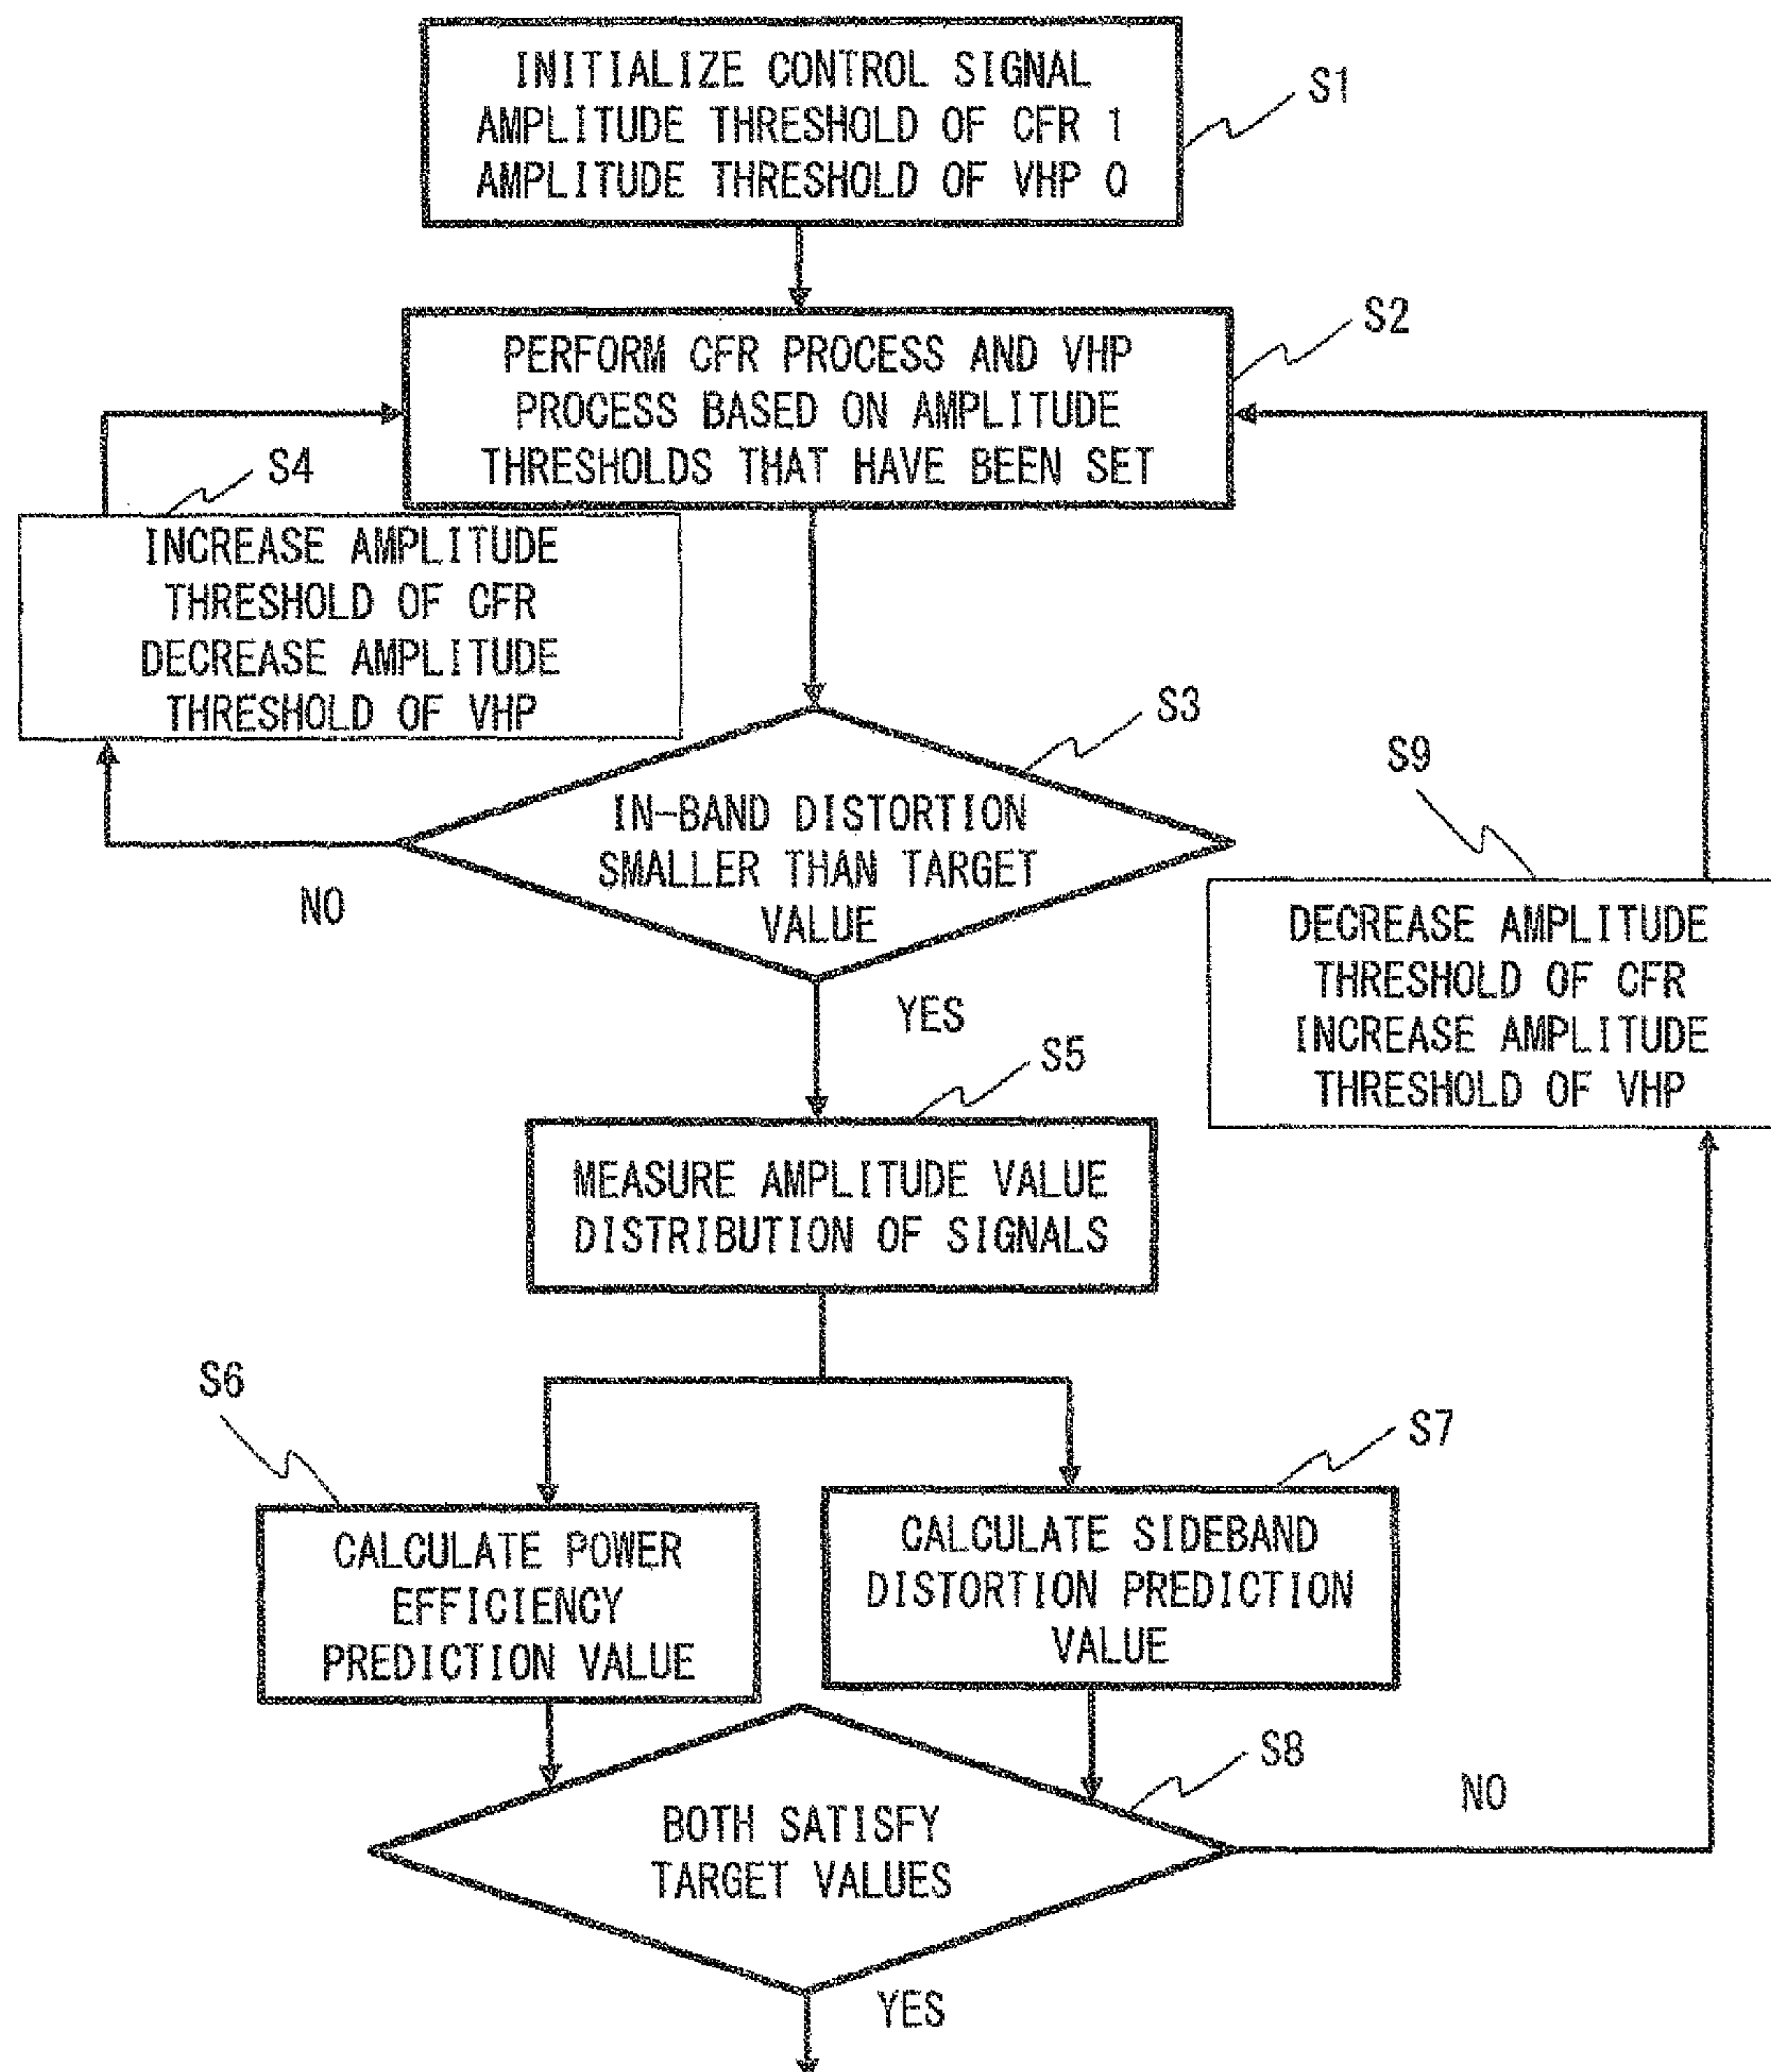 INITIALIZE CONTROL SIGNAL
AMPLITUDE THRESHOLD OF CFR 1
AMPLITUDE THRESHOLD OF VHP 0
S1
PERFORM CFR PROCESS AND VHP
PROCESS BASED ON AMPLITUDE
THRESHOLDS THAT HAVE BEEN SET
S2
S4
INCREASE AMPLITUDE
THRESHOLD OF CFR
DECREASE AMPLITUDE
THRESHOLD OF VHP
S3
IN-BAND DISTORTION
SMALLER THAN TARGET
VALUE
NO
YES
S9
DECREASE AMPLITUDE
THRESHOLD OF CFR
INCREASE AMPLITUDE
THRESHOLD OF VHP
S5
MEASURE AMPLITUDE VALUE
DISTRIBUTION OF SIGNALS
S6
CALCULATE POWER
EFFICIENCY
PREDICTION VALUE
S7
CALCULATE SIDEBAND
DISTORTION PREDICTION
VALUE
S8
BOTH SATISFY
TARGET VALUES
NO
YES